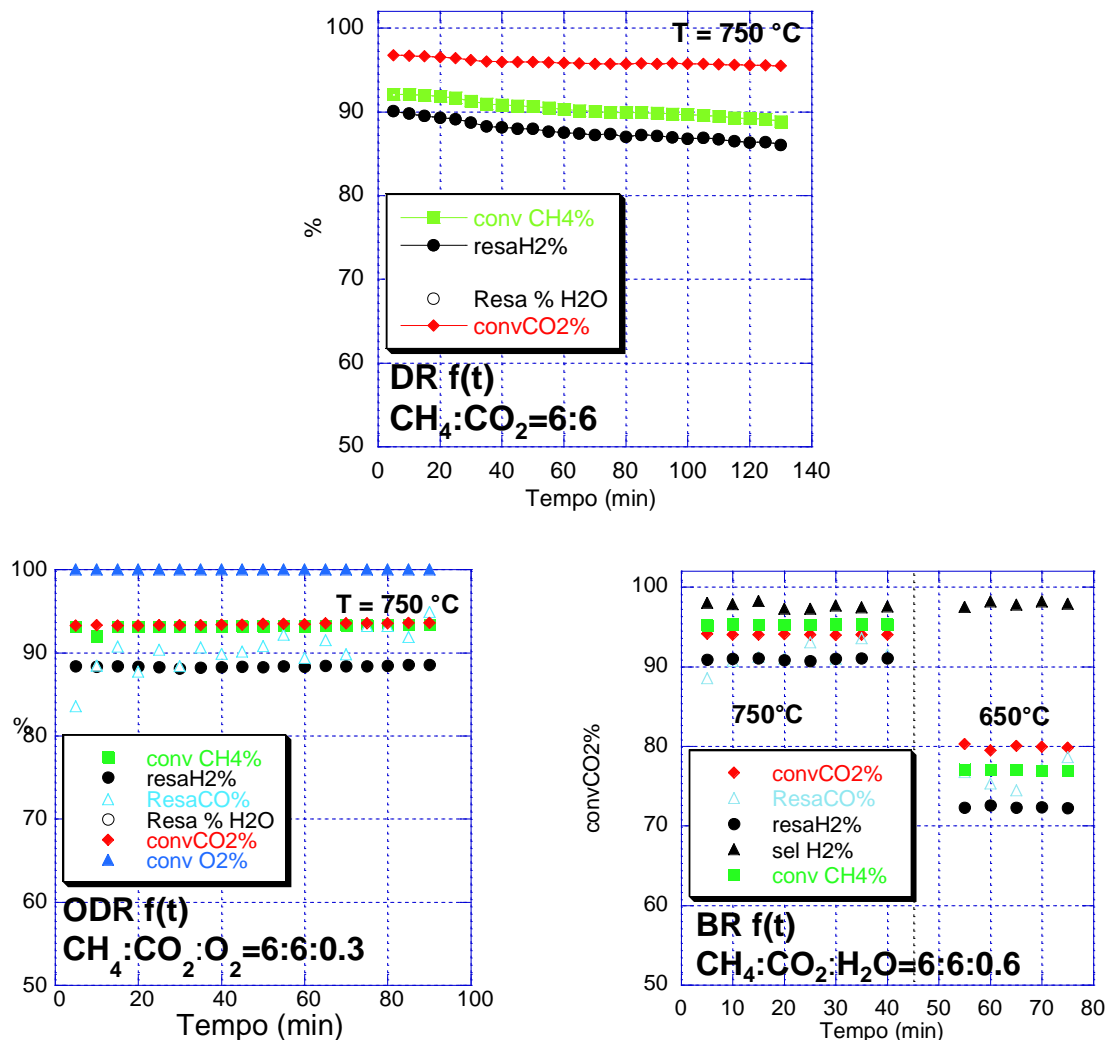 100
90
80
70
60
50
%
T = 750 °C
conv CH4%
resaH2%
Resa % H2O
convCO2%
DR f(t)
CH₄:CO₂=6:6
0 20 40 60 80 100 120 140
Tempo (min)
100
90
80
70
60
50
%
T = 750 °C
conv CH4%
resaH2%
ResaCO%
Resa % H2O
convCO2%
conv O2%
ODR f(t)
CH₄:CO₂:O₂=6:6:0.3
0 20 40 60 80 100
Tempo (min)
100
90
80
70
60
50
convCO2%
750°C
650°C
convCO2%
ResaCO%
resaH2%
sel H2%
conv CH4%
BR f(t)
CH₄:CO₂:H₂O=6:6:0.6
0 10 20 30 40 50 60 70 80
Tempo (min)